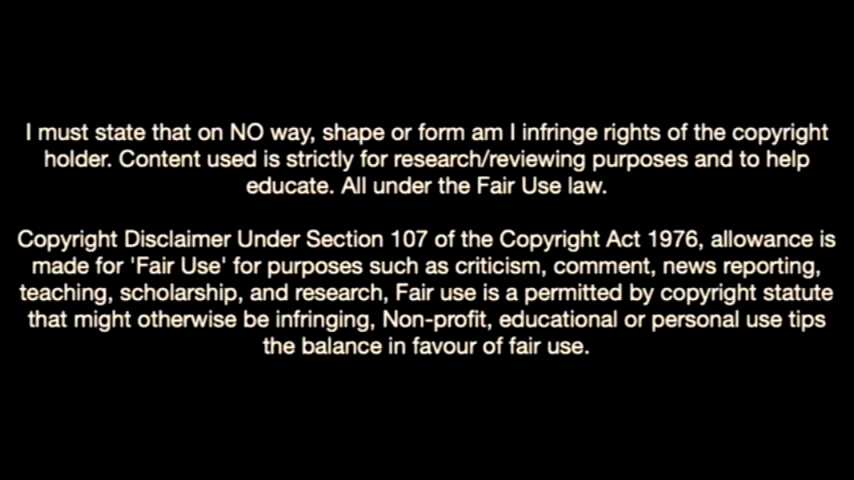 I must state that on NO way, shape or form am I infringe rights of the copyright
holder. Content used is strictly for research/reviewing purposes and to help
educate. All under the Fair Use law.
Copyright Disclaimer Under Section 107 of the Copyright Act 1976, allowance is
made for 'Fair Use' for purposes such as criticism, comment, news reporting,
teaching, scholarship, and research, Fair use is a permitted by copyright statute
that might otherwise be infringing, Non-profit, educational or personal use tips
the balance in favour of fair use.